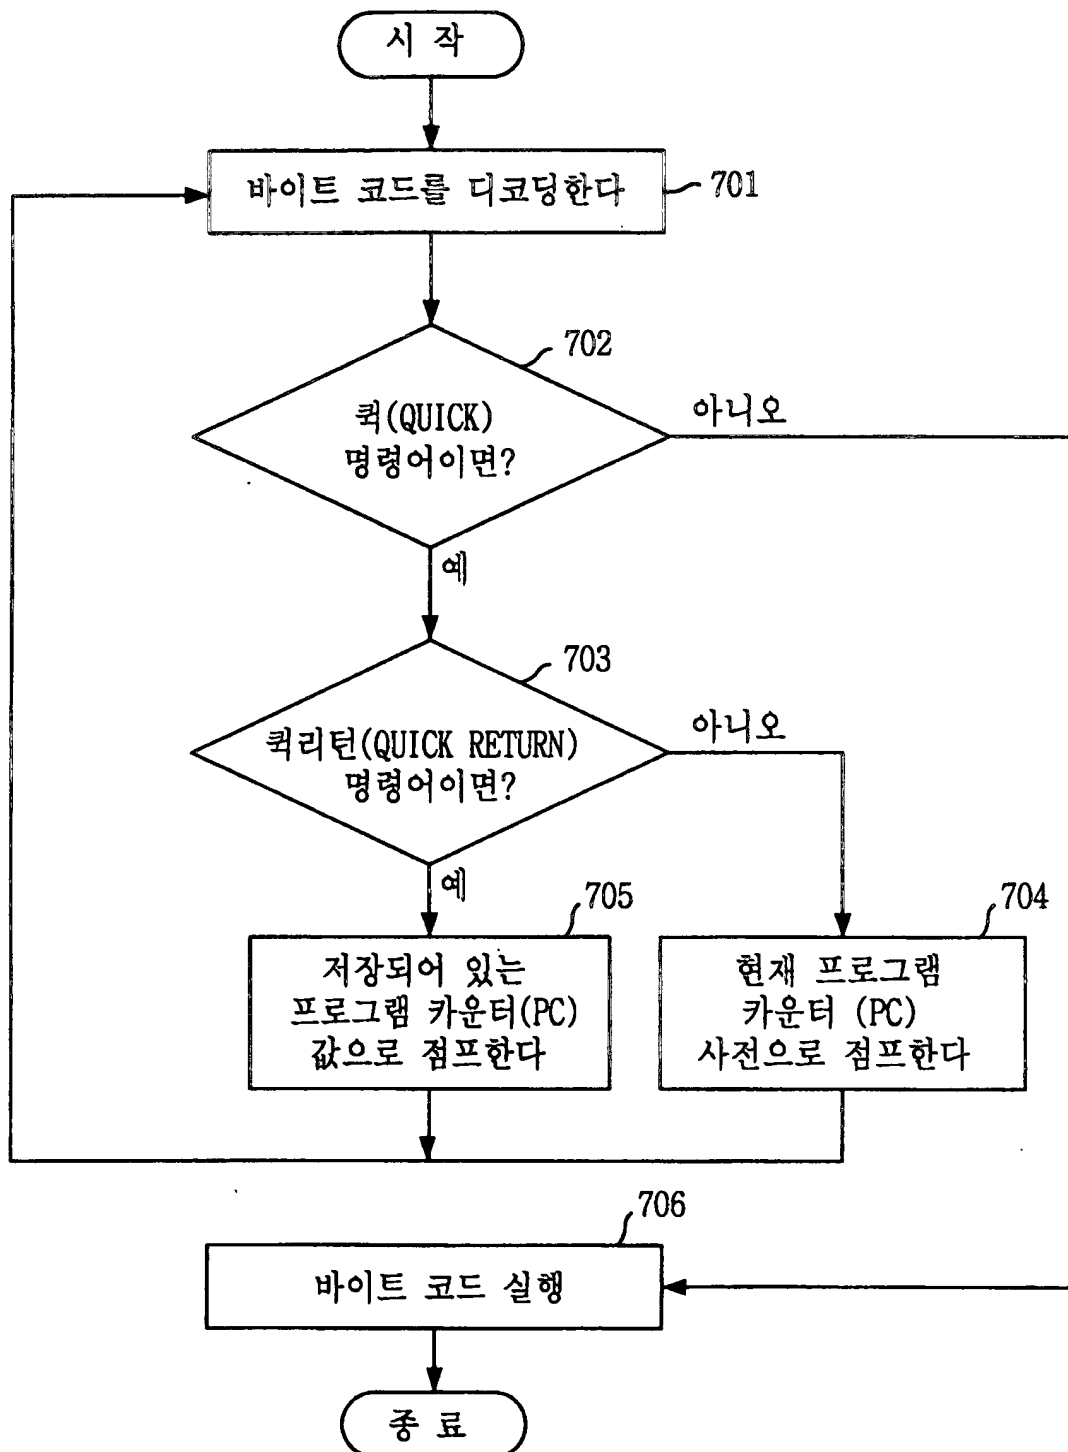 시 작
바이트 코드를 디코딩한다
701
702
퀵(QUICK)
명령어이면?
아니오
예
703
퀵리턴(QUICK RETURN)
명령어이면?
아니오
예
705
저장되어 있는
프로그램 카운터(PC)
값으로 점프한다
704
현재 프로그램
카운터 (PC)
사전으로 점프한다
706
바이트 코드 실행
종 료